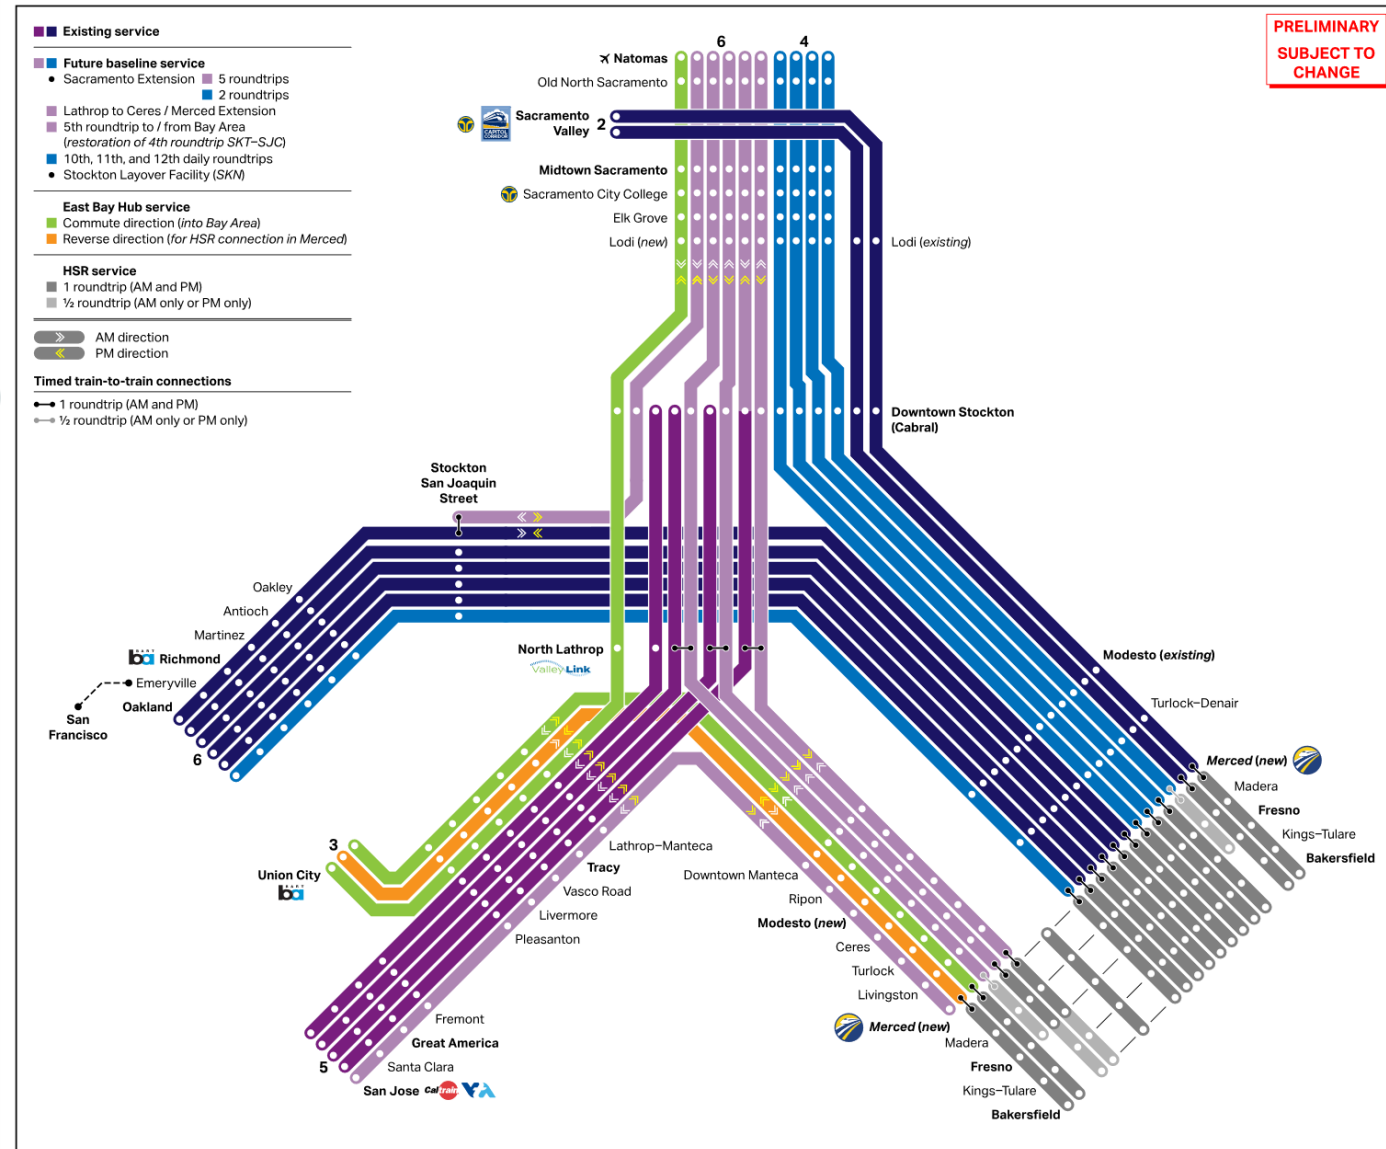 Existing service
Future baseline service
Sacramento Extension
5 roundtrips
2 roundtrips
Lathrop to Ceres / Merced Extension
5th roundtrip to / from Bay Area
(restoration of 4th roundtrip SKT–SJC)
10th, 11th, and 12th daily roundtrips
Stockton Layover Facility (SKN)
East Bay Hub service
Commute direction (into Bay Area)
Reverse direction (for HSR connection in Merced)
HSR service
1 roundtrip (AM and PM)
½ roundtrip (AM only or PM only)
AM direction
PM direction
Timed train-to-train connections
1 roundtrip (AM and PM)
½ roundtrip (AM only or PM only)
PRELIMINARY
SUBJECT TO
CHANGE
6
4
Natomas
Old North Sacramento
CAPITOL
CORRIDOR
Sacramento
Valley
2
Midtown Sacramento
Sacramento City College
Elk Grove
Lodi (new)
Lodi (existing)
Downtown Stockton
(Cabral)
Stockton
San Joaquin
Street
Oakley
Antioch
Martinez
BART
ba
Richmond
Emeryville
Oakland
San
Francisco
6
North Lathrop
ValleyLink
Modesto (existing)
Turlock–Denair
Merced (new)
Madera
Fresno
Kings–Tulare
Bakersfield
3
Union City
BART
ba
Lathrop–Manteca
Tracy
Vasco Road
Livermore
Pleasanton
Fremont
Great America
Santa Clara
5
San Jose
Caltrain
VTA
Downtown Manteca
Ripon
Modesto (new)
Ceres
Turlock
Livingston
Merced (new)
Madera
Fresno
Kings–Tulare
Bakersfield